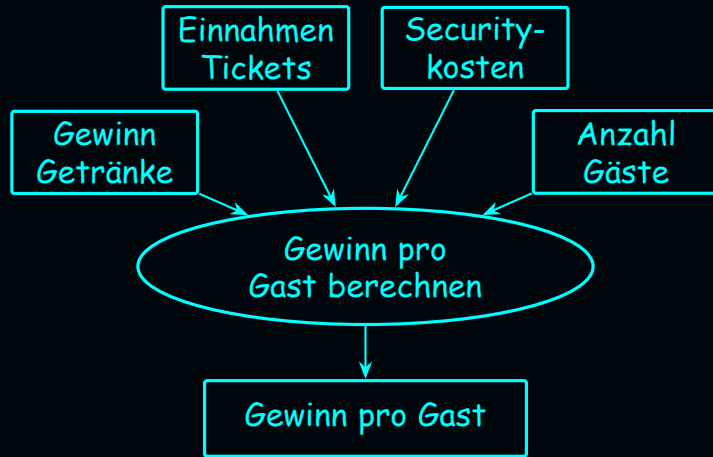 Einnahmen
Tickets
Security-
kosten
Gewinn
Getränke
Anzahl
Gäste
Gewinn pro
Gast berechnen
Gewinn pro Gast